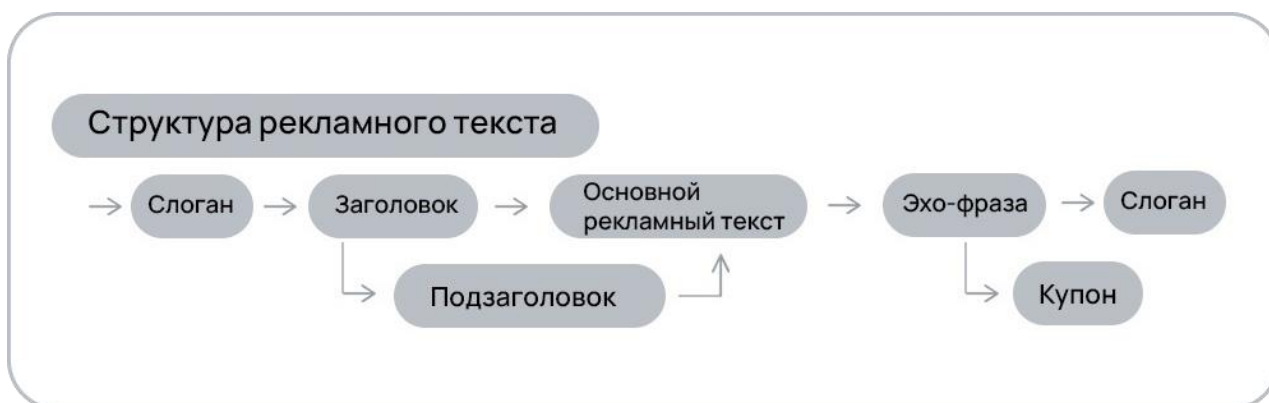 Структура рекламного текста
Слоган
Заголовок
Основной
рекламный текст
Эхо-фраза
Слоган
Подзаголовок
Купон